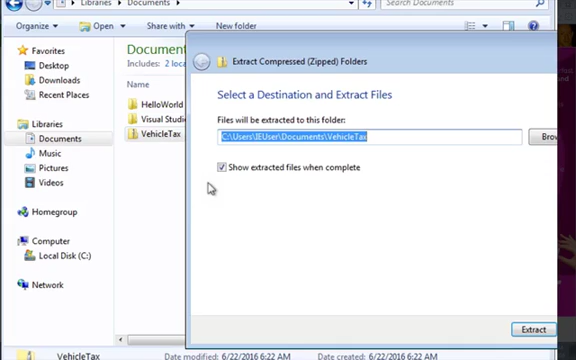 Libraries ▸ Documents ▸
Search Documents
Organize ▾ Open ▾ Share with ▾ New folder
Favorites
Desktop
Downloads
Recent Places
Libraries
Documents
Music
Pictures
Videos
Homegroup
Computer
Local Disk (C:)
Network
Document
Includes: 2 loca
Name
HelloWorld
Visual Studi
VehicleTax
Extract Compressed (Zipped) Folders
Select a Destination and Extract Files
Files will be extracted to this folder:
C:\Users\IEUser\Documents\VehicleTax
Brow
Show extracted files when complete
Extract
VehicleTax Date modified: 6/22/2016 6:22 AM Date created: 6/22/2016 6:22 AM